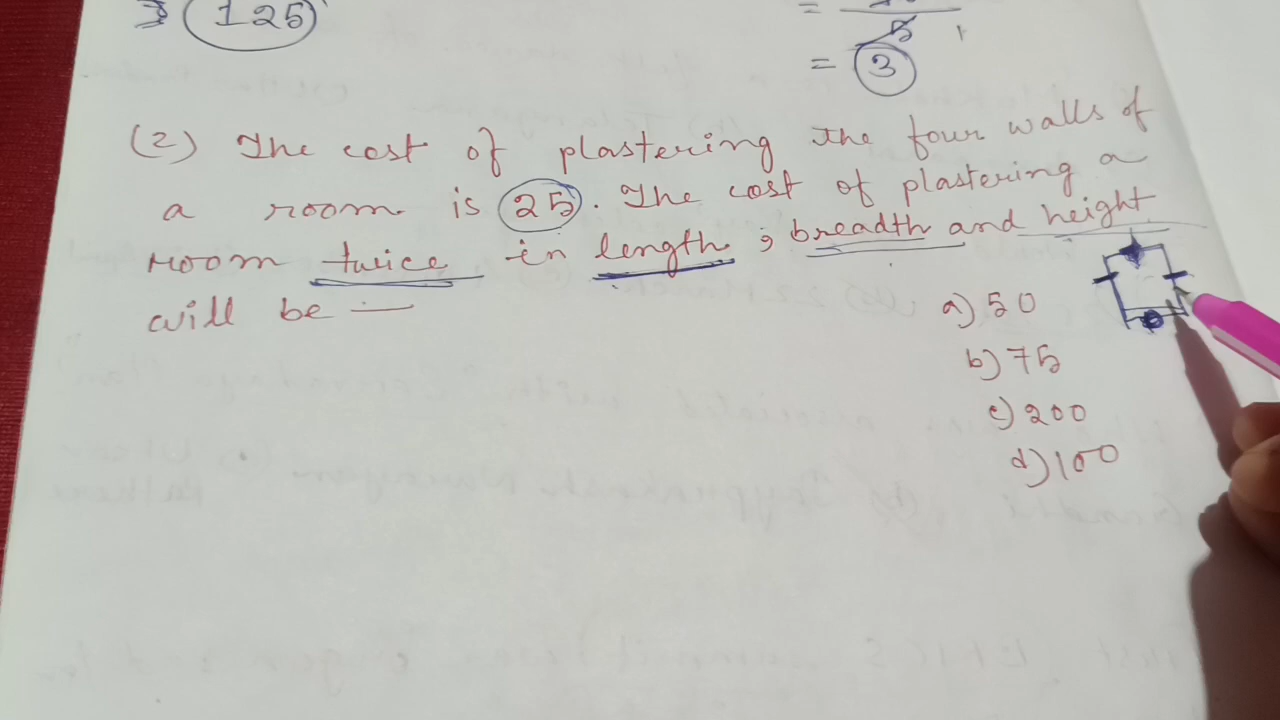 ⇒ 125
=
5
= 3
(2) The cost of plastering the four walls of
a room is 25. The cost of plastering a
room twice in length, breadth and height
will be —
a) 50
b) 75
c) 200
d) 100